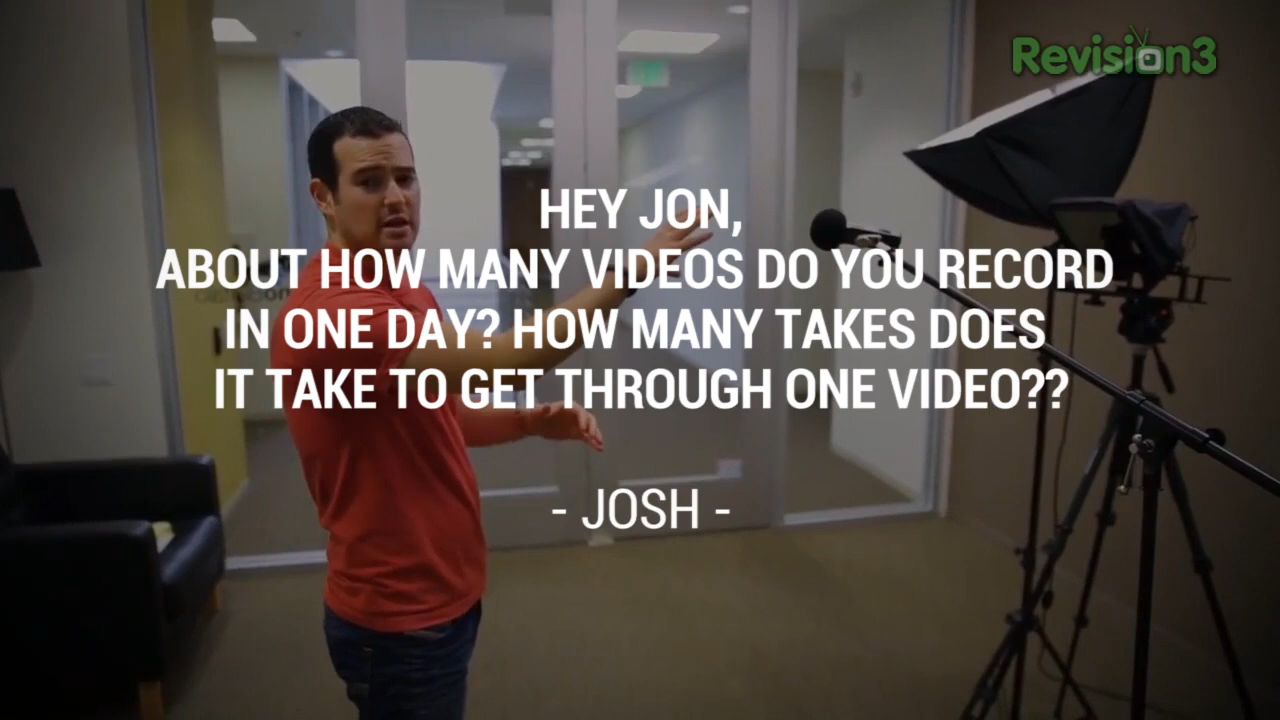 Revision3
HEY JON,
ABOUT HOW MANY VIDEOS DO YOU RECORD
IN ONE DAY? HOW MANY TAKES DOES
IT TAKE TO GET THROUGH ONE VIDEO??
- JOSH -